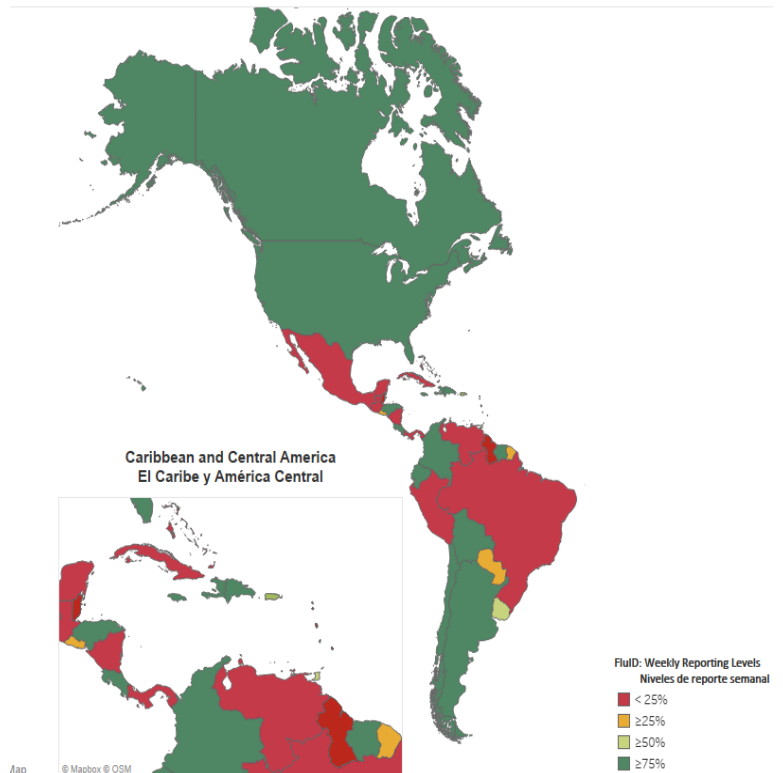 Caribbean and Central America
El Caribe y América Central
FluID: Weekly Reporting Levels
Niveles de reporte semanal
< 25%
≥25%
≥50%
≥75%
Map
© Mapbox © OSM